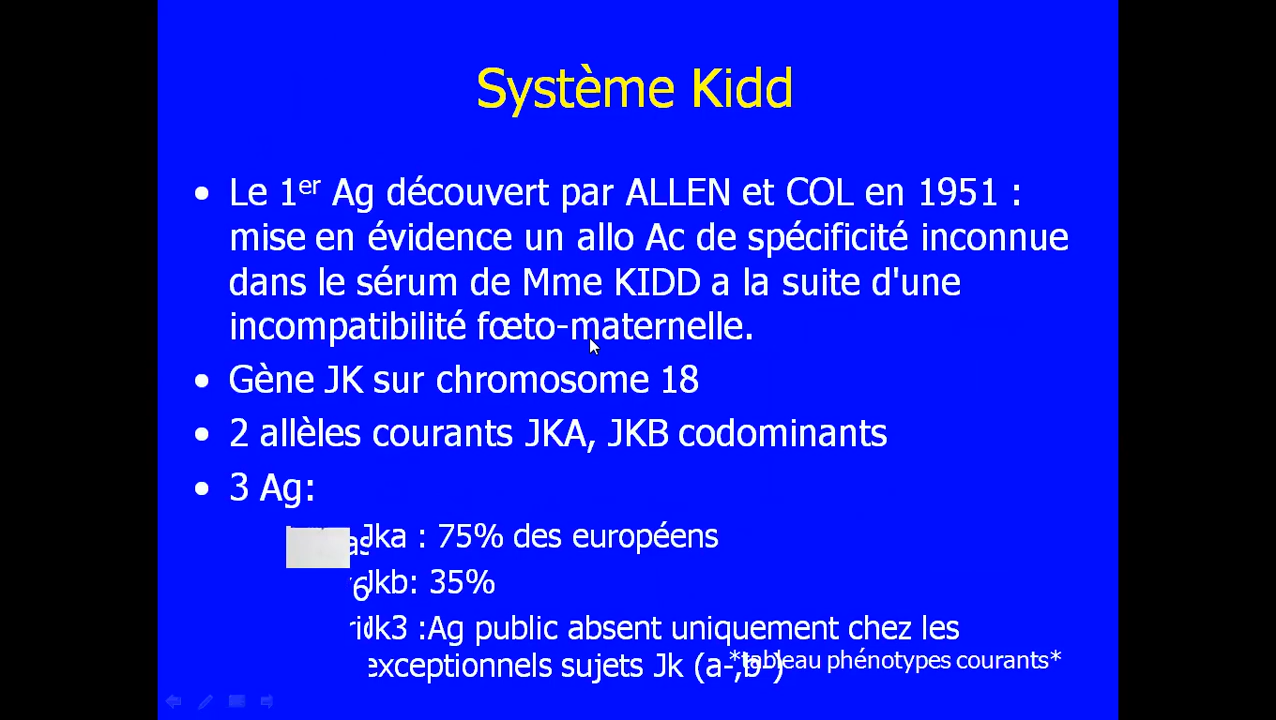 Système Kidd
• Le 1er Ag découvert par ALLEN et COL en 1951 :
mise en évidence un allo Ac de spécificité inconnue
dans le sérum de Mme KIDD a la suite d'une
incompatibilité fœto-maternelle.
• Gène JK sur chromosome 18
• 2 allèles courants JKA, JKB codominants
• 3 Ag:
Jka : 75% des européens
Jkb: 35%
Jk3 :Ag public absent uniquement chez les
exceptionnels sujets Jk (a-,b-)
*tableau phénotypes courants*